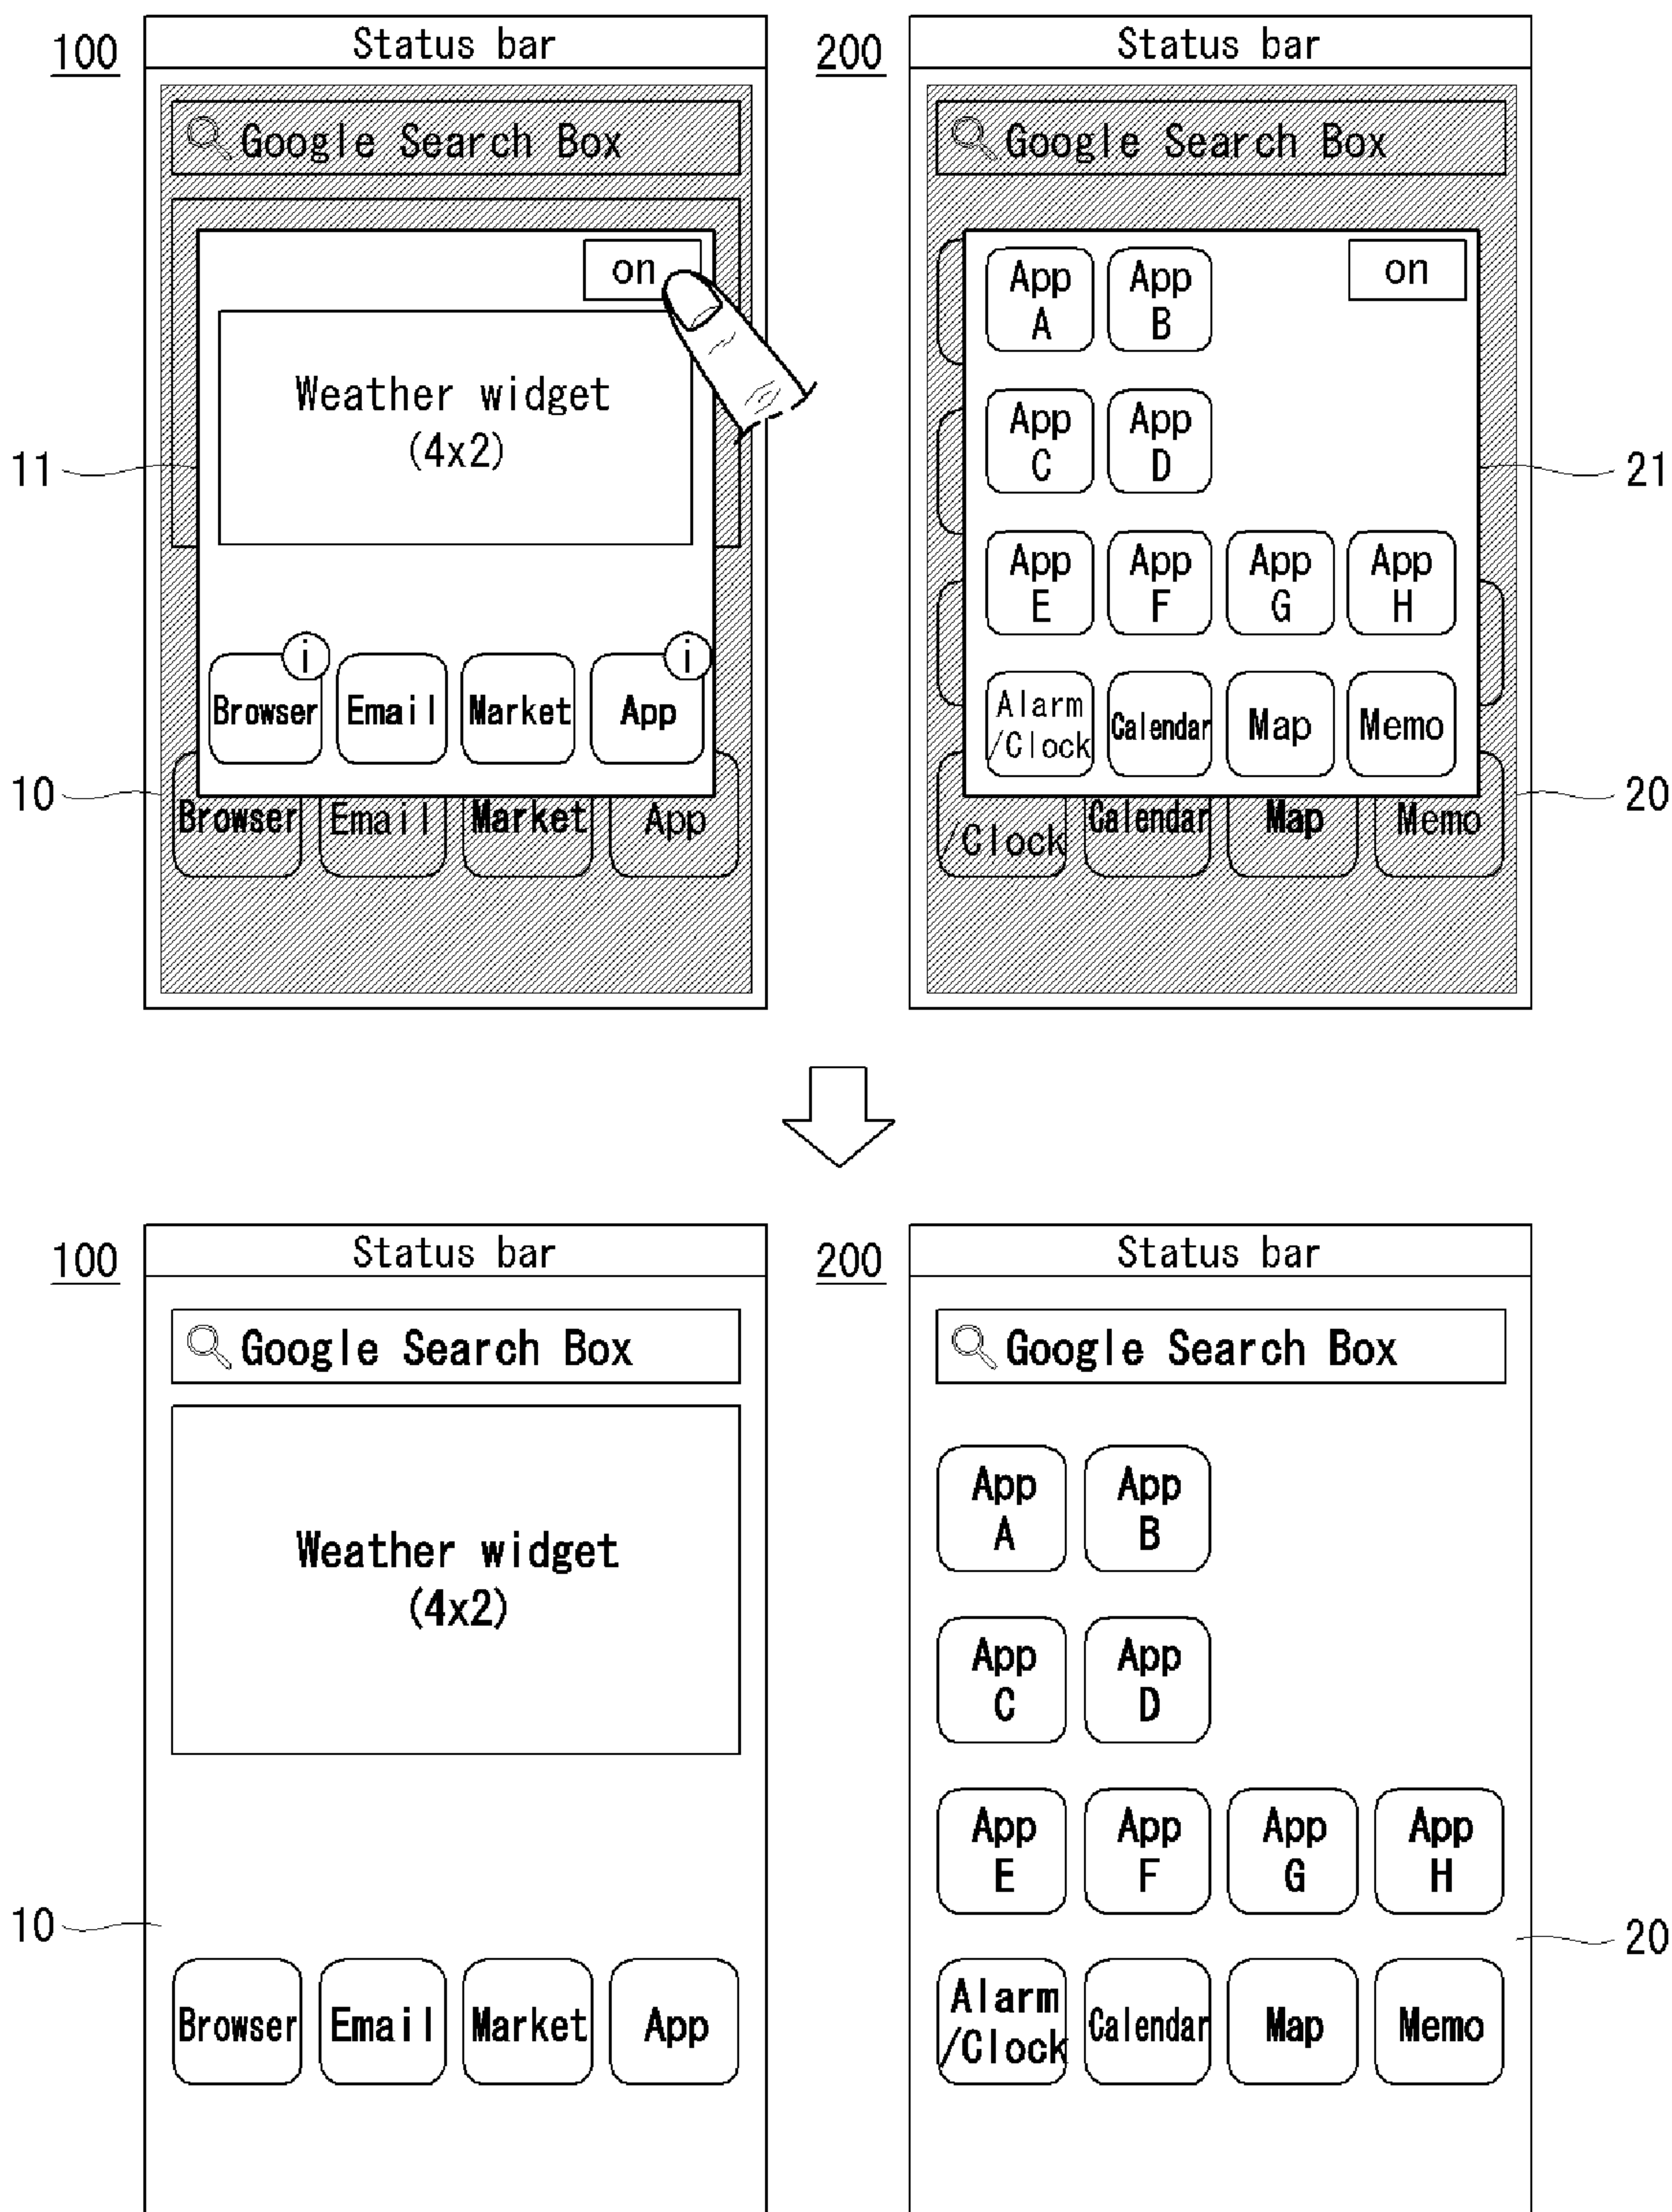 100
Status bar
Google Search Box
on
Weather widget
(4x2)
11
i
i
Browser
Email
Market
App
10
Browser
Email
Market
App
200
Status bar
Google Search Box
App
A
App
B
on
App
C
App
D
21
App
E
App
F
App
G
App
H
Alarm
/Clock
Calendar
Map
Memo
20
/Clock
Calendar
Map
Memo
100
Status bar
Google Search Box
Weather widget
(4x2)
10
Browser
Email
Market
App
200
Status bar
Google Search Box
App
A
App
B
App
C
App
D
App
E
App
F
App
G
App
H
20
Alarm
/Clock
Calendar
Map
Memo